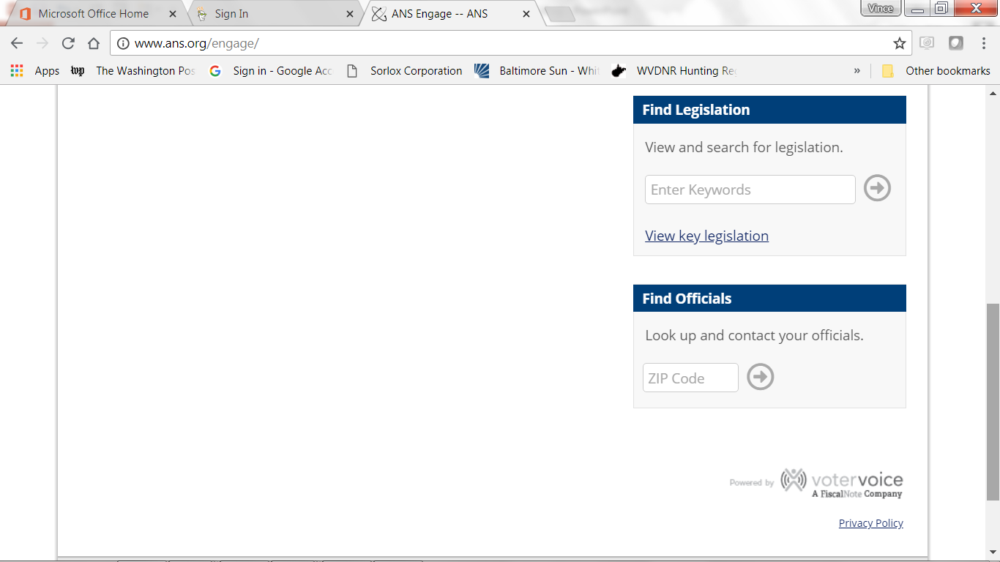 Microsoft Office Home
Sign In
ANS Engage -- ANS
Vince
www.ans.org/engage/
Apps
wp
The Washington Pos
G
Sign in - Google Acc
Sorlox Corporation
Baltimore Sun - Whit
WVDNR Hunting Reg
»
Other bookmarks
Find Legislation
View and search for legislation.
Enter Keywords
View key legislation
Find Officials
Look up and contact your officials.
ZIP Code
Powered by votervoice
A FiscalNote Company
Privacy Policy